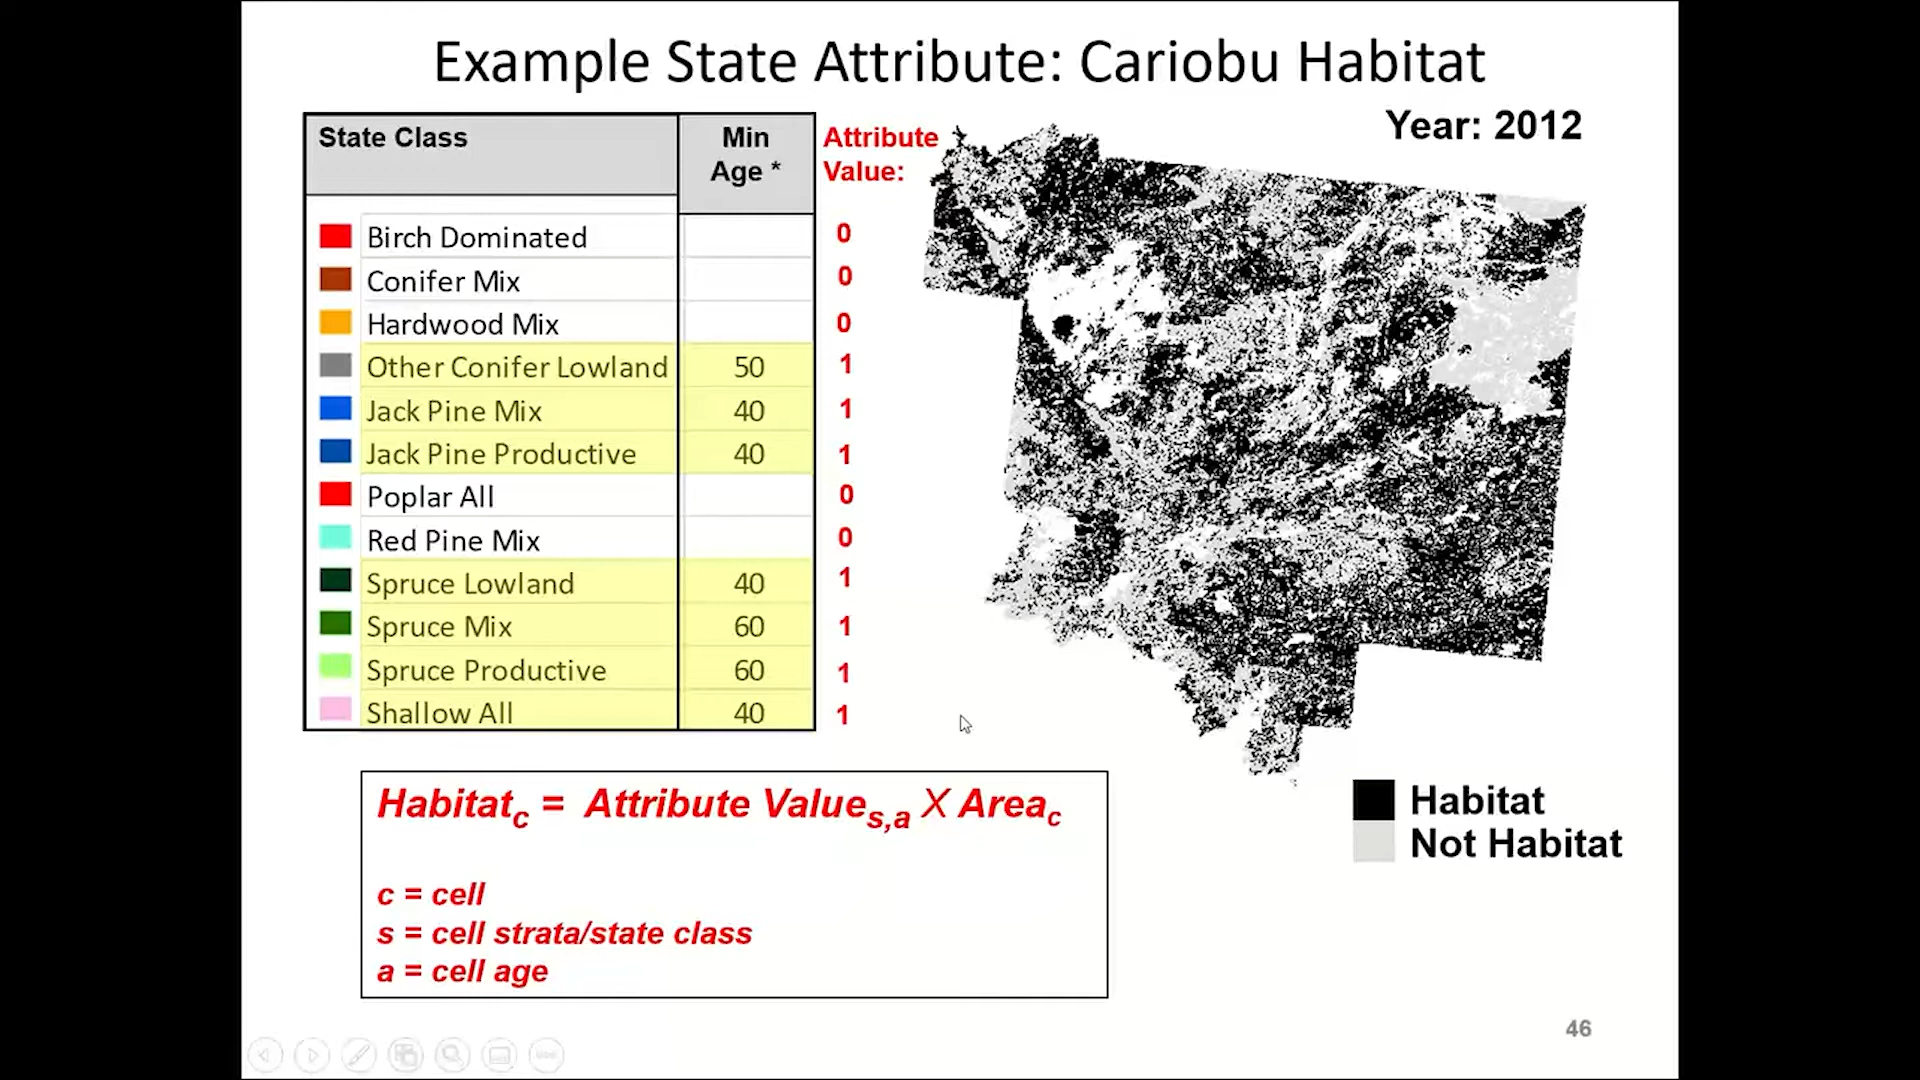 Example State Attribute: Cariobu Habitat
Year: 2012
State Class Min Age * Attribute Value:
Birch Dominated 0
Conifer Mix 0
Hardwood Mix 0
Other Conifer Lowland 50 1
Jack Pine Mix 40 1
Jack Pine Productive 40 1
Poplar All 0
Red Pine Mix 0
Spruce Lowland 40 1
Spruce Mix 60 1
Spruce Productive 60 1
Shallow All 40 1
Habitatc = Attribute Values,a X Areac
c = cell
s = cell strata/state class
a = cell age
Habitat
Not Habitat
46